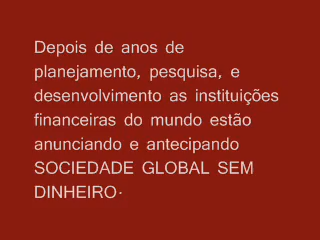 Depois de anos de
planejamento, pesquisa, e
desenvolvimento as instituições
financeiras do mundo estão
anunciando e antecipando
SOCIEDADE GLOBAL SEM
DINHEIRO.